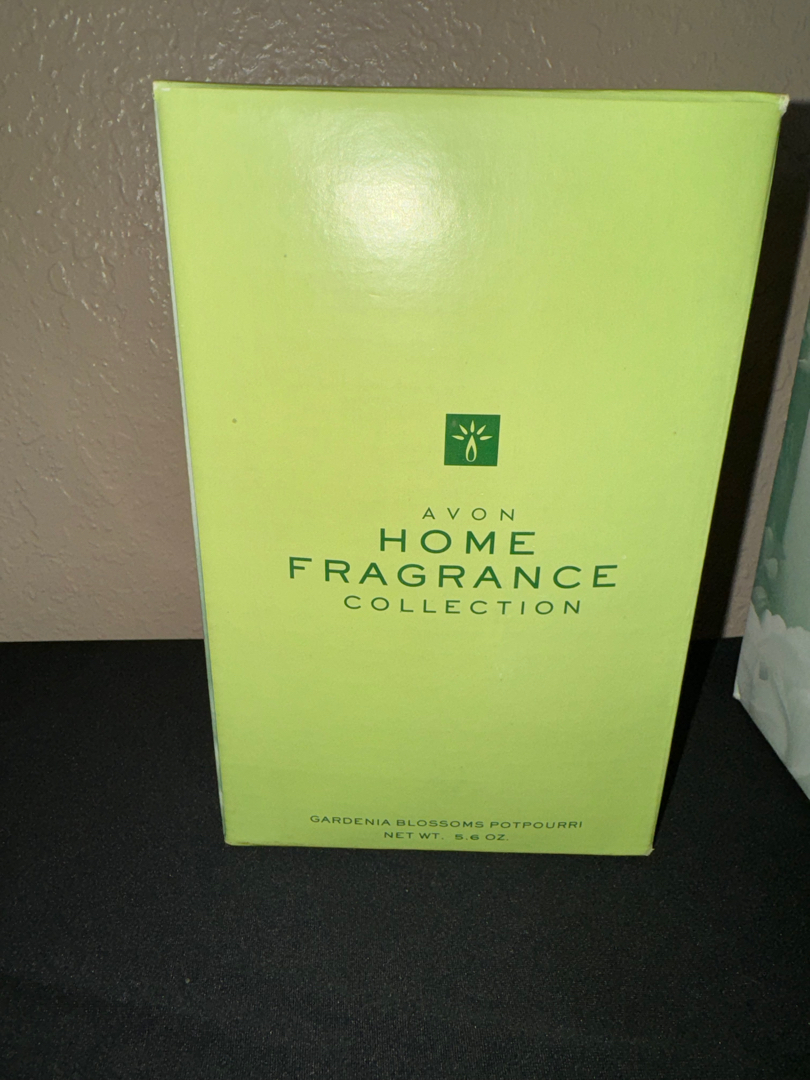 AVON
HOME
FRAGRANCE
COLLECTION
GARDENIA BLOSSOMS POTPOURRI
NET WT. 5.6 OZ.